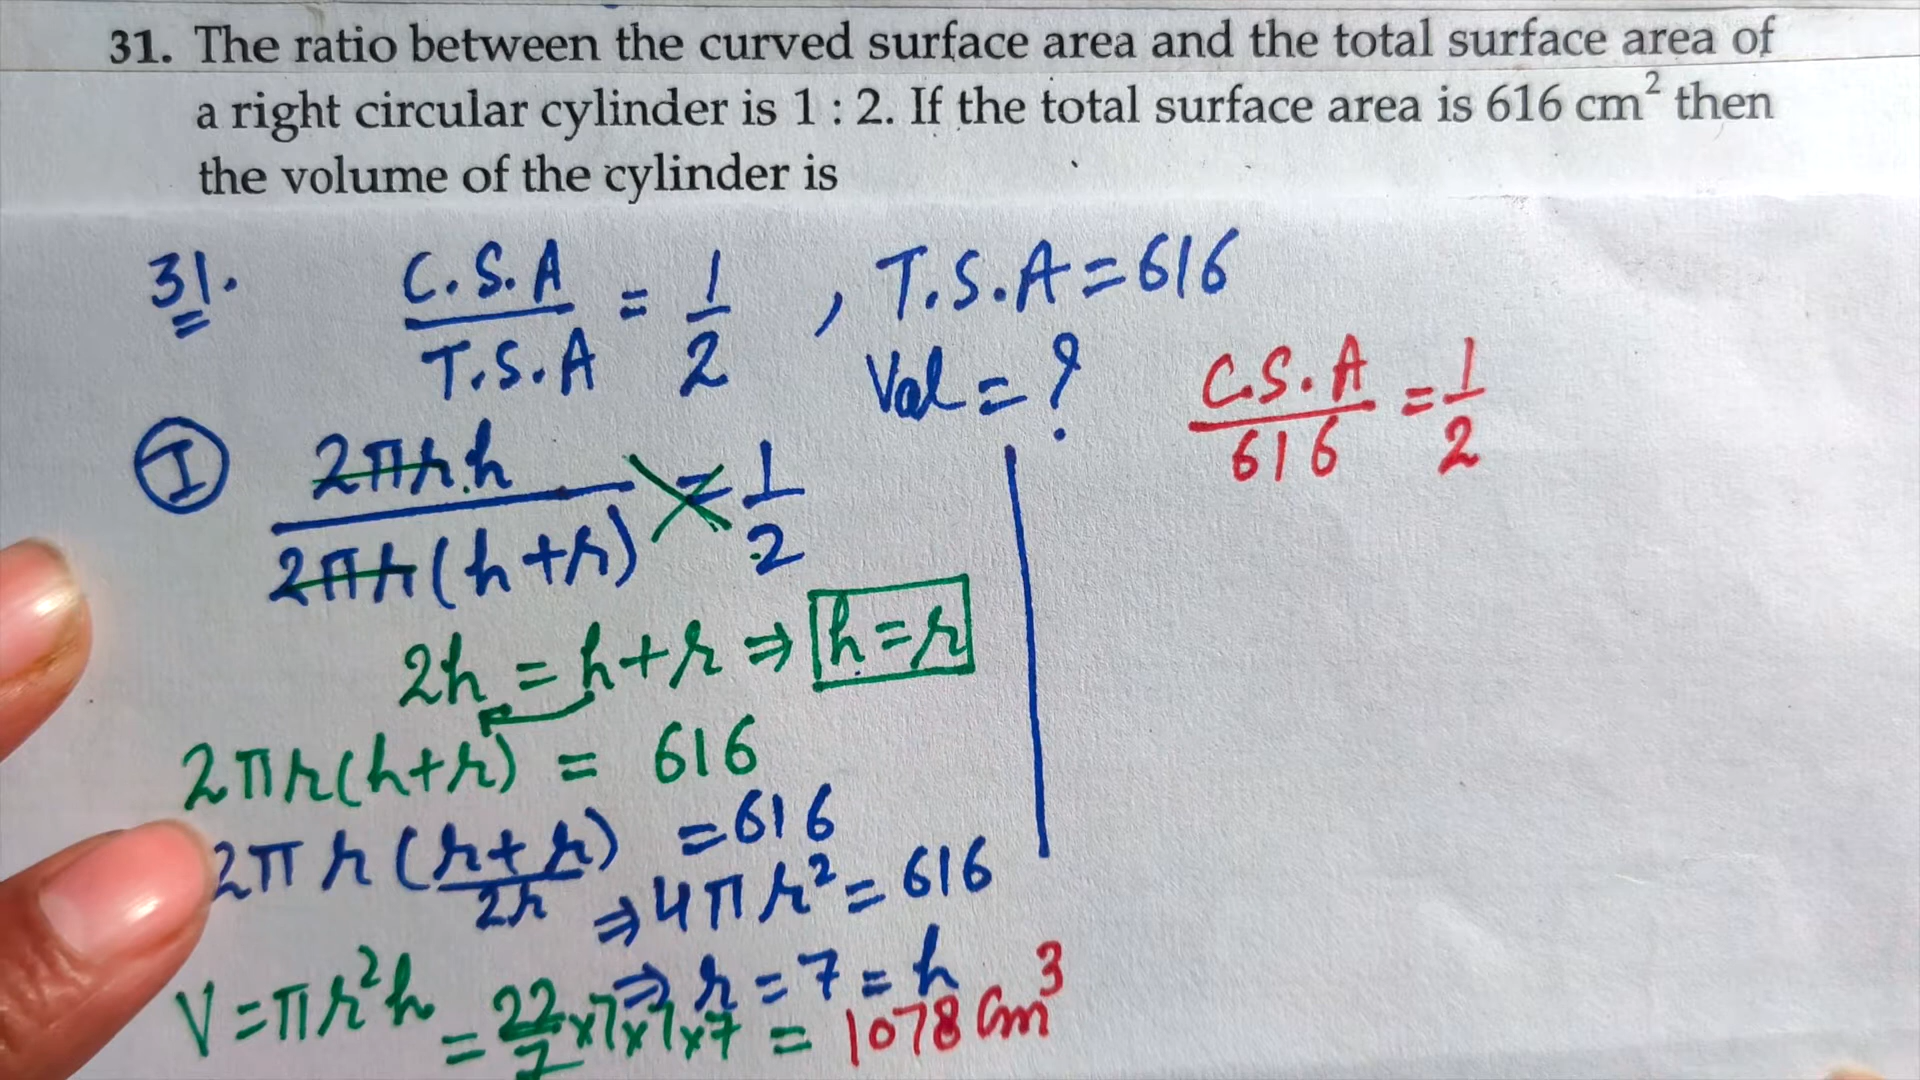 31. The ratio between the curved surface area and the total surface area of
a right circular cylinder is 1 : 2. If the total surface area is 616 cm² then
the volume of the cylinder is
31. C.S.A / T.S.A = 1/2 , T.S.A = 616
Vol = ?
I 2πrh / 2πr(h+r) = 1/2
2h = h+r ⇒ h=r
2πr(h+r) = 616
2πr(r+r) = 616
2r ⇒ 4πr² = 616
⇒ r = 7 = h
V = πr²h = 22/7 ×7×7×7 = 1078 cm³
C.S.A / 616 = 1/2